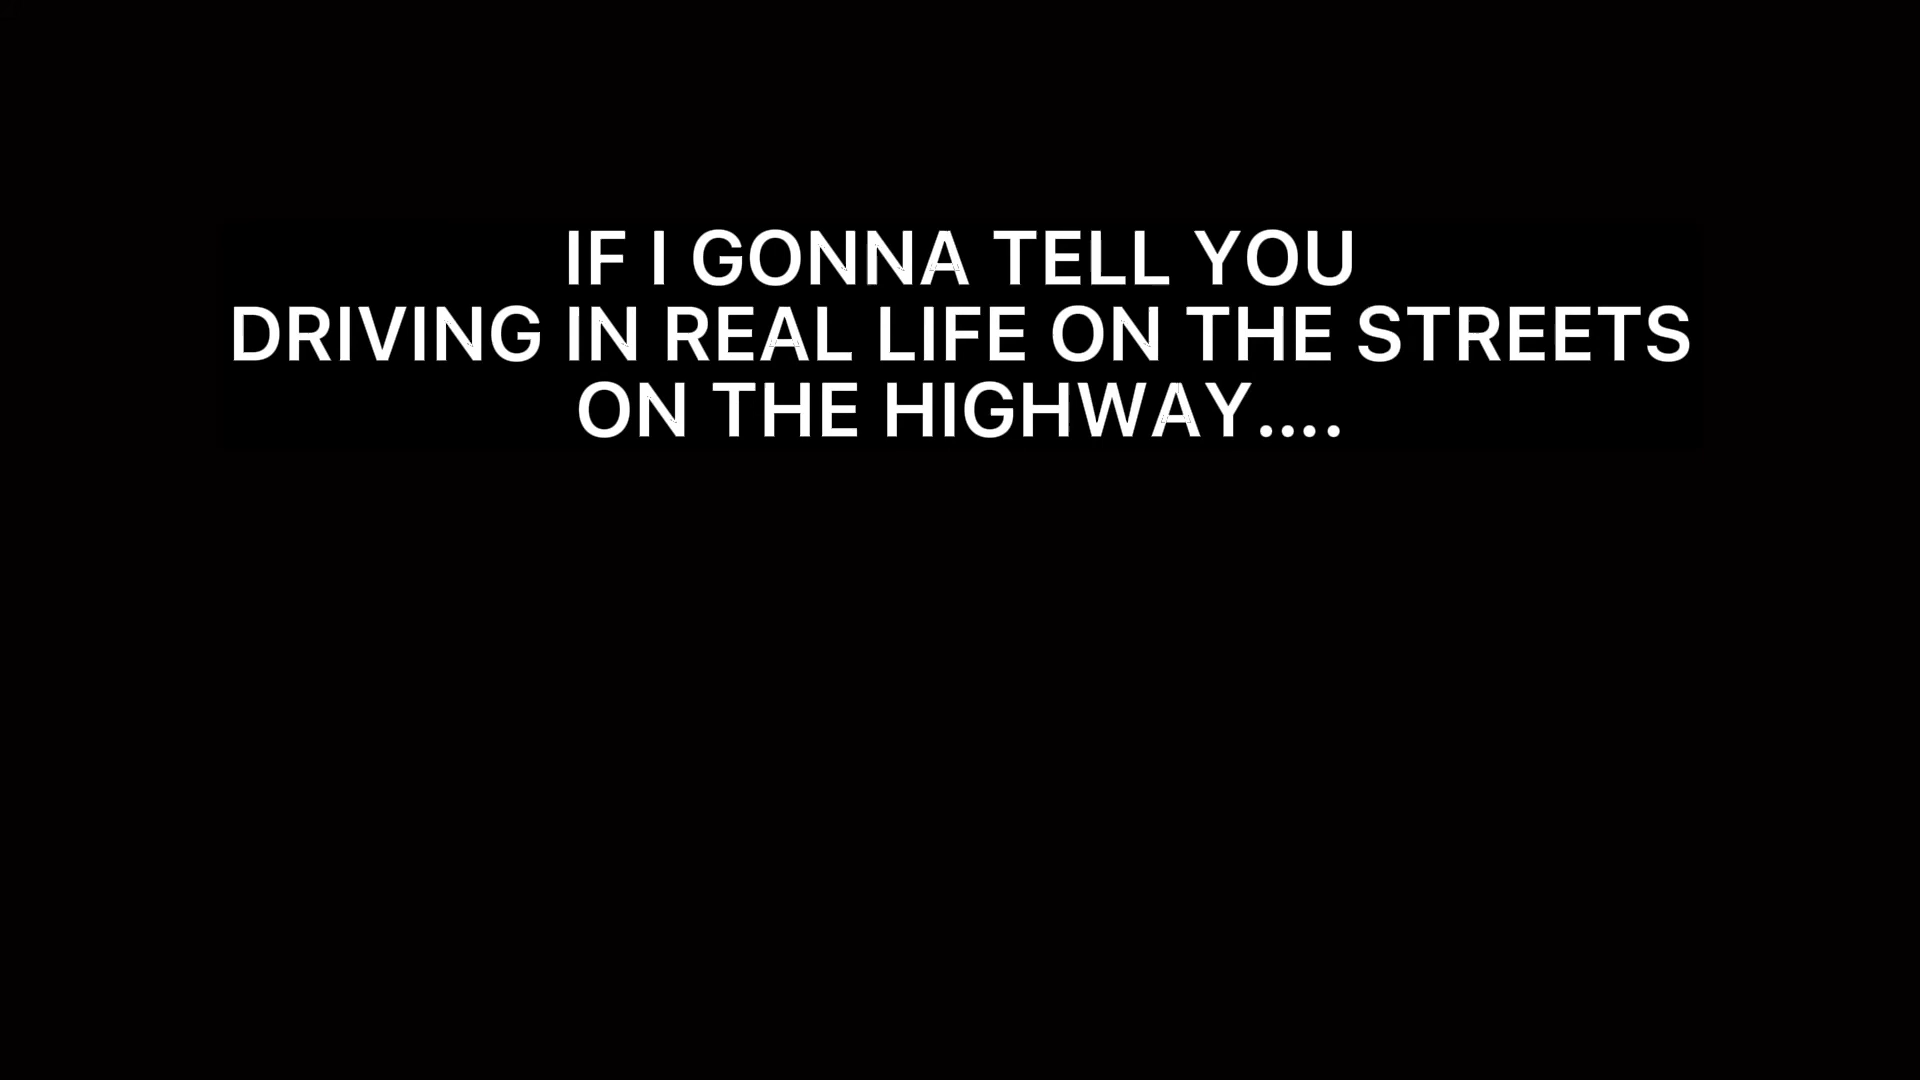 IF I GONNA TELL YOU
DRIVING IN REAL LIFE ON THE STREETS
ON THE HIGHWAY....